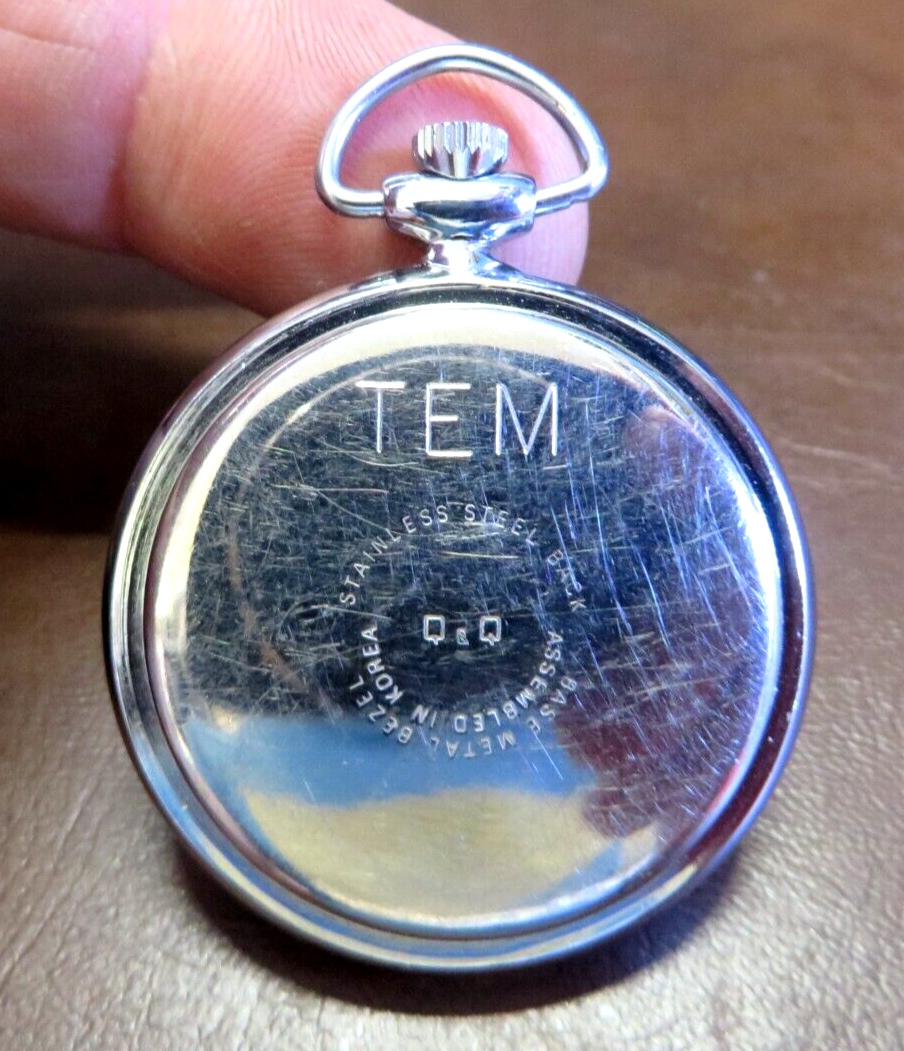 TEM
STAINLESS STEEL BACK
BASE METAL BEZEL
ASSEMBLED IN KOREA
Q&Q